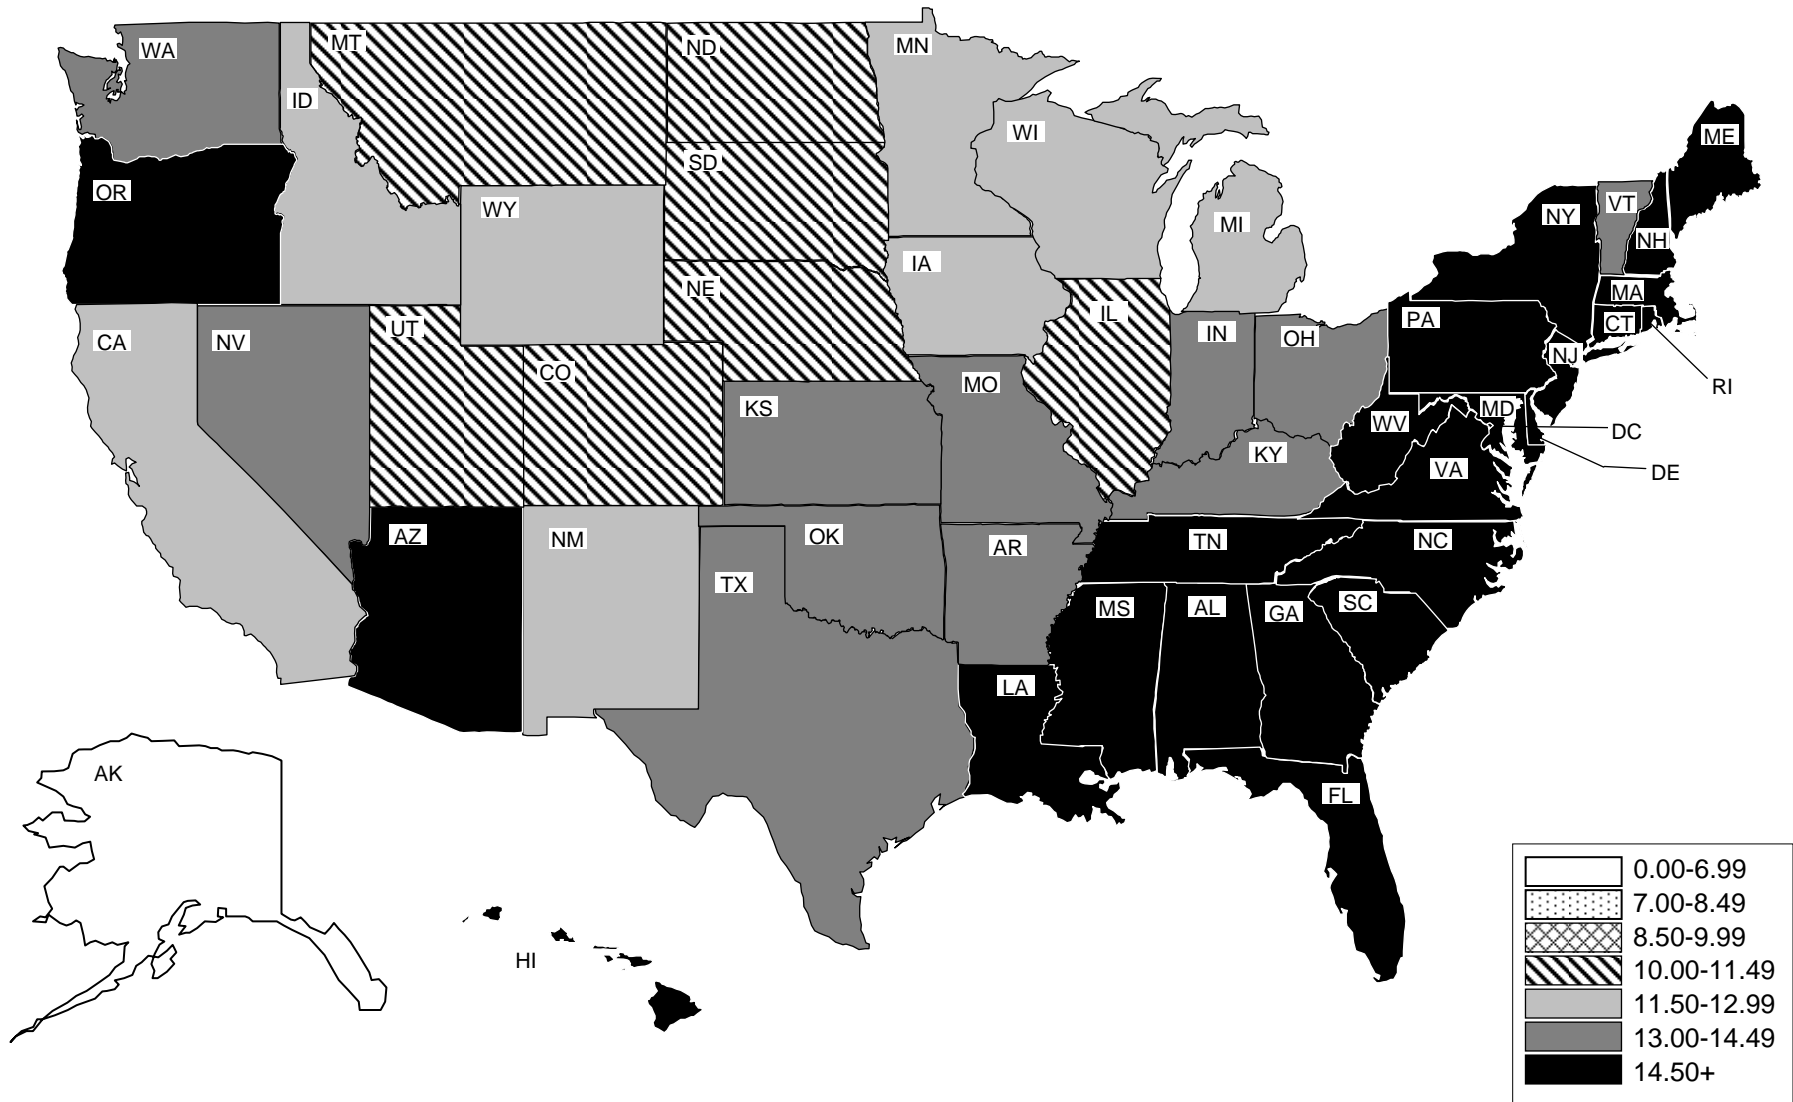 WA
MT
ND
MN
ID
WI
SD
OR
WY
MI
IA
NE
IL
ME
VT
NY
NH
MA
CT
PA
NJ
RI
CA
NV
UT
CO
IN
OH
MO
KS
MD
WV
DC
KY
VA
DE
AZ
NM
OK
AR
TN
NC
TX
MS
AL
GA
SC
LA
FL
AK
HI
0.00-6.99
7.00-8.49
8.50-9.99
10.00-11.49
11.50-12.99
13.00-14.49
14.50+